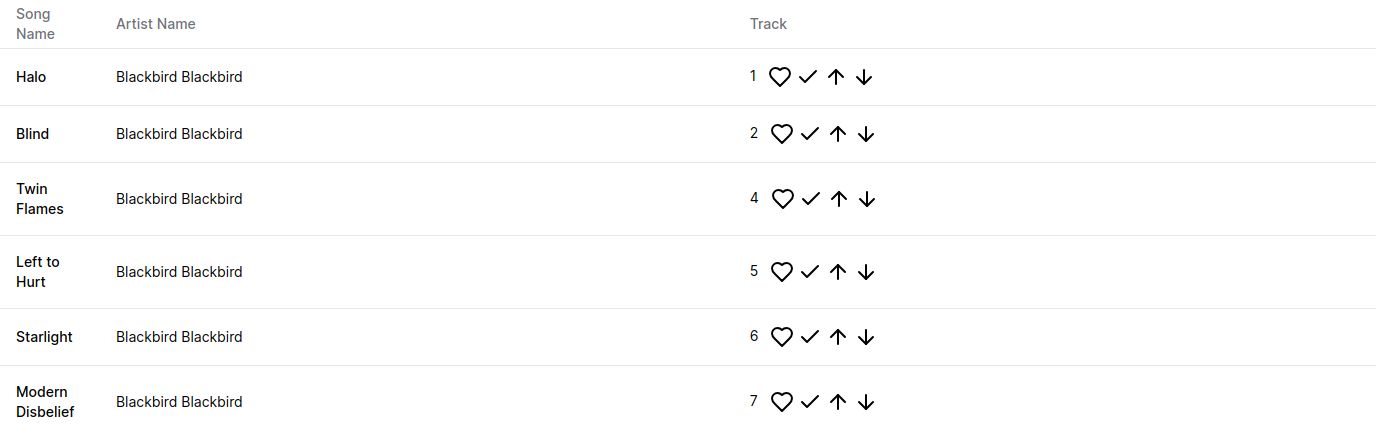 Song
Name
Artist Name
Track
Halo
Blackbird Blackbird
1
Blind
Blackbird Blackbird
2
Twin
Flames
Blackbird Blackbird
4
Left to
Hurt
Blackbird Blackbird
5
Starlight
Blackbird Blackbird
6
Modern
Disbelief
Blackbird Blackbird
7